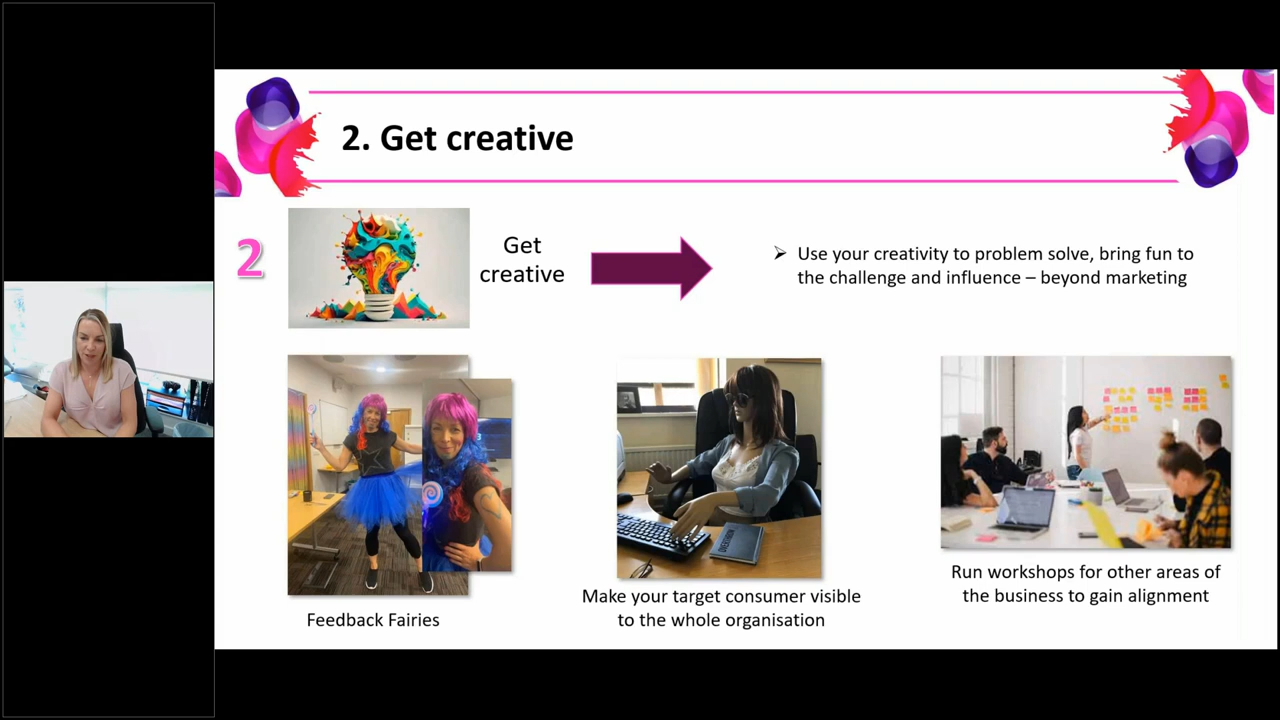 2. Get creative
2
Get
creative
➢ Use your creativity to problem solve, bring fun to
the challenge and influence – beyond marketing
Feedback Fairies
Make your target consumer visible
to the whole organisation
Run workshops for other areas of
the business to gain alignment